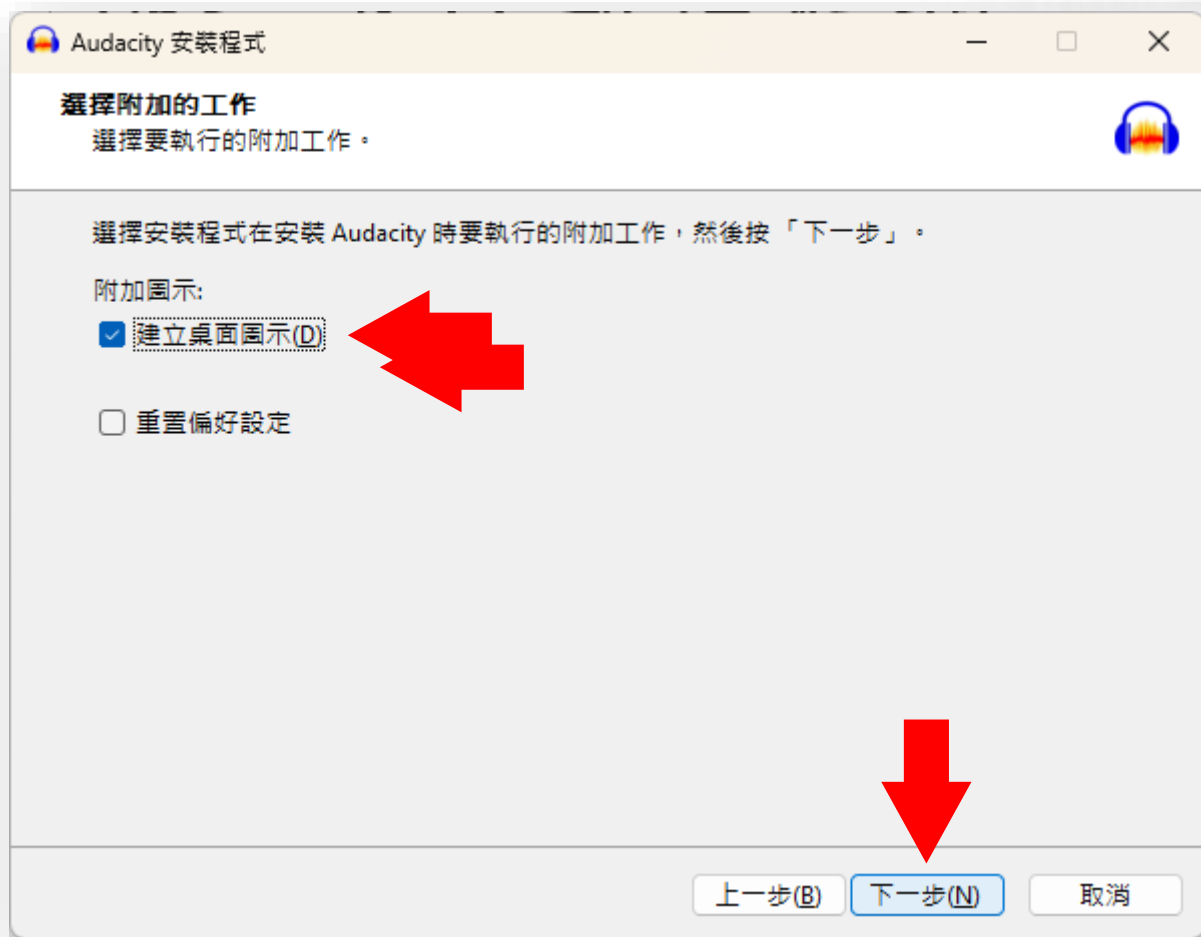 Audacity 安裝程式
選擇附加的工作
選擇要執行的附加工作。
選擇安裝程式在安裝 Audacity 時要執行的附加工作，然後按「下一步」。
附加圖示:
建立桌面圖示(D)
重置偏好設定
上一步(B) 下一步(N) 取消